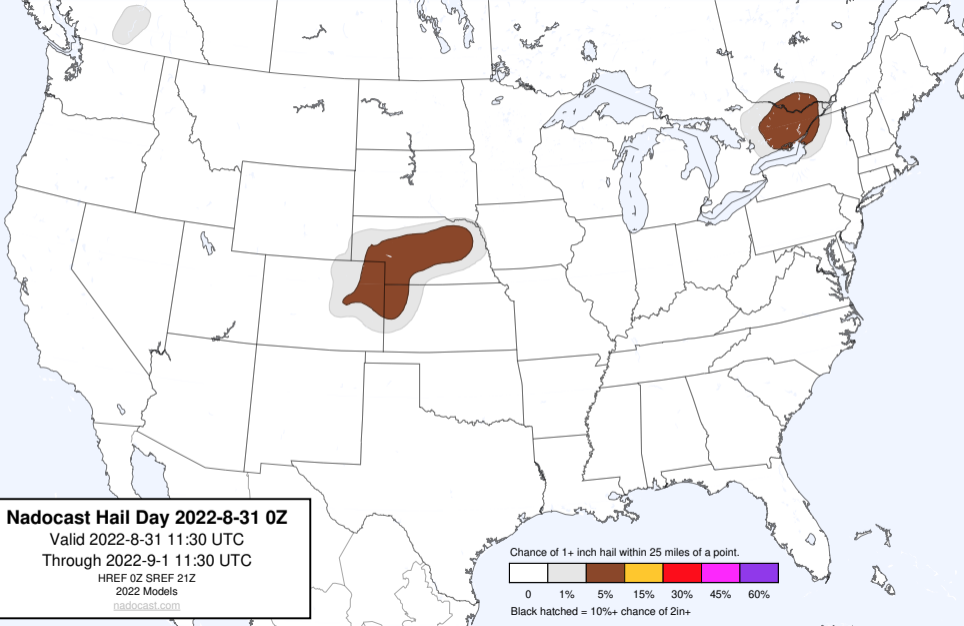 Nadocast Hail Day 2022-8-31 0Z
Valid 2022-8-31 11:30 UTC
Through 2022-9-1 11:30 UTC
HREF 0Z SREF 21Z
2022 Models
nadocast.com
Chance of 1+ inch hail within 25 miles of a point.
0 1% 5% 15% 30% 45% 60%
Black hatched = 10%+ chance of 2in+